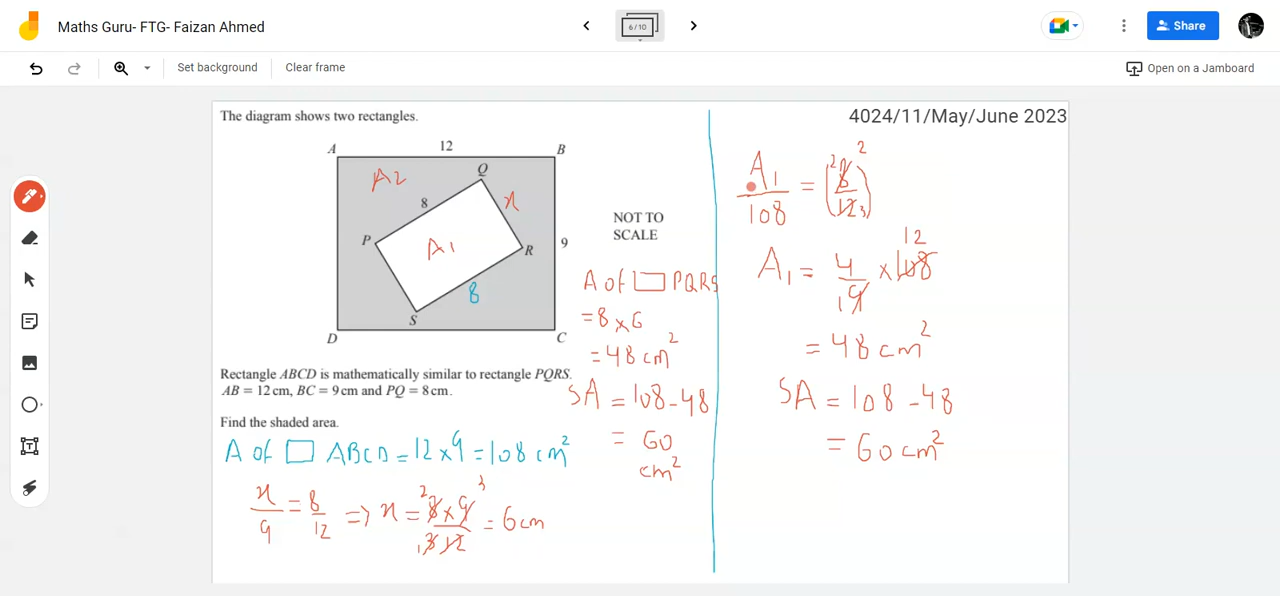 Maths Guru- FTG- Faizan Ahmed
6/10
Share
Set background
Clear frame
Open on a Jamboard
The diagram shows two rectangles.
4024/11/May/June 2023
A
12
B
A2
Q
8
x
P
A1
R
9
8
S
D
C
NOT TO
SCALE
A of □ PQRS
= 8 × 6
= 48 cm²
SA = 108 - 48
= 60
cm²
Rectangle ABCD is mathematically similar to rectangle PQRS.
AB = 12 cm, BC = 9 cm and PQ = 8 cm.
Find the shaded area.
A of □ ABCD = 12 × 9 = 108 cm²
x/9 = 8/12 => x = 8 × 9 / 12 = 6 cm
A1/108 = (8/12)²
A1 = 4/9 × 108
= 48 cm²
SA = 108 - 48
= 60 cm²